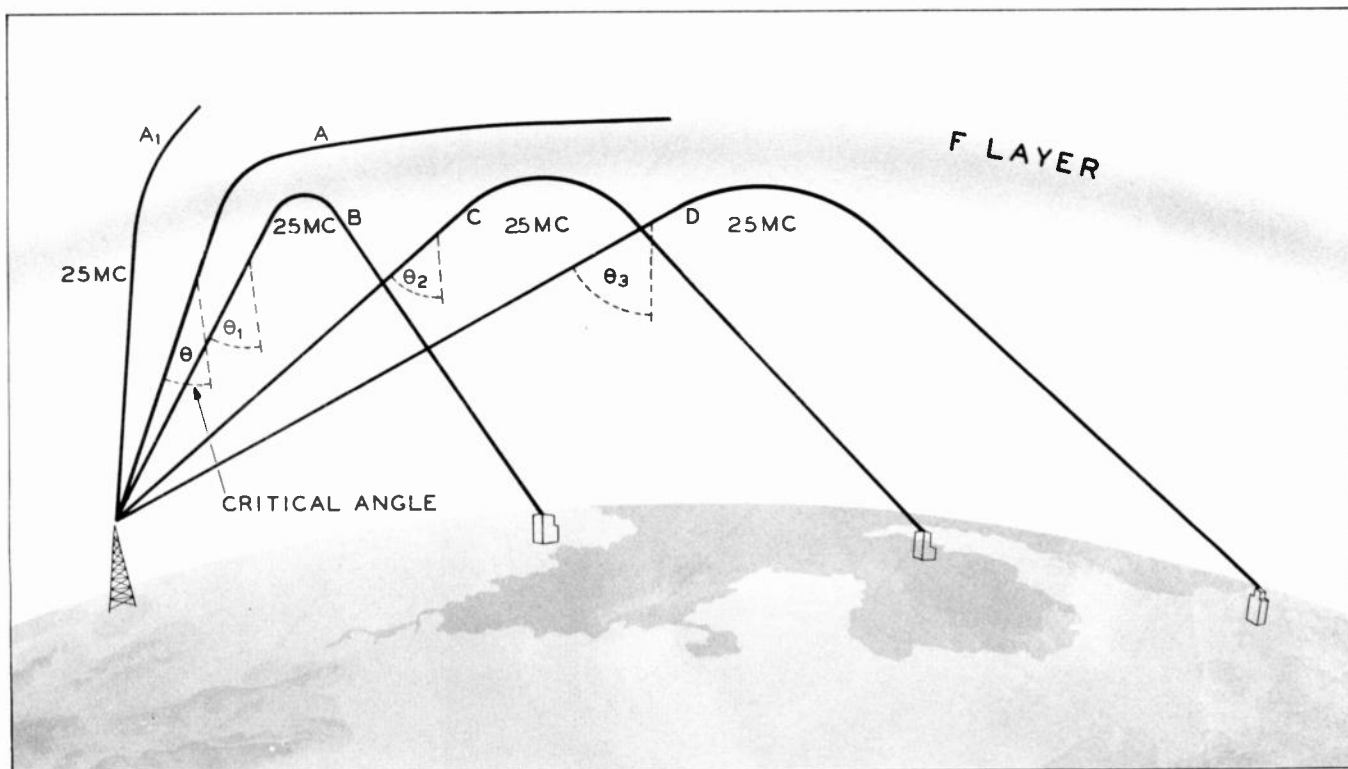 A1
A
F LAYER
25MC
25MC
B
C
25MC
D
25MC
θ2
θ3
θ1
θ
CRITICAL ANGLE